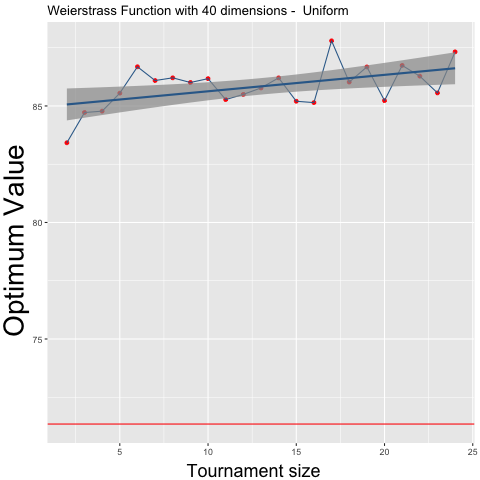 Weierstrass Function with 40 dimensions -  Uniform
Optimum Value
85
80
75
5 10 15 20 25
Tournament size